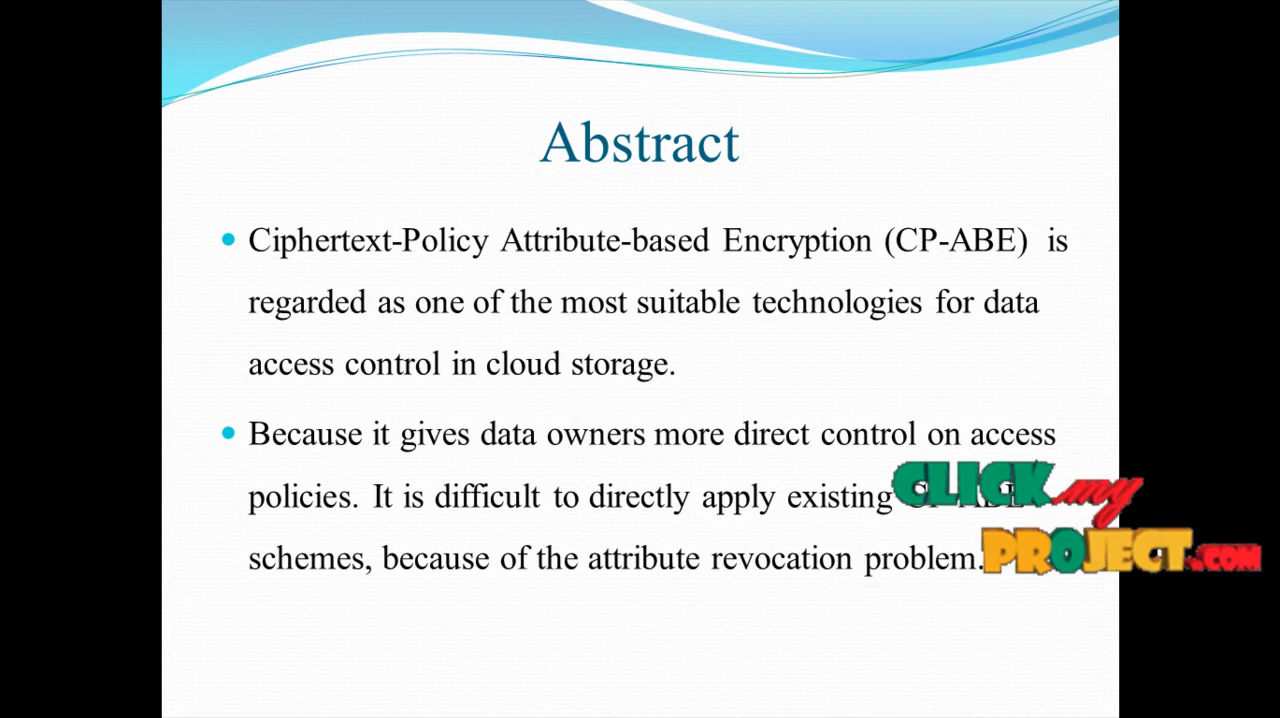 Abstract
Ciphertext-Policy Attribute-based Encryption (CP-ABE) is
regarded as one of the most suitable technologies for data
access control in cloud storage.
Because it gives data owners more direct control on access
policies. It is difficult to directly apply existing
schemes, because of the attribute revocation problem.
CLICK my
PROJECT.COM